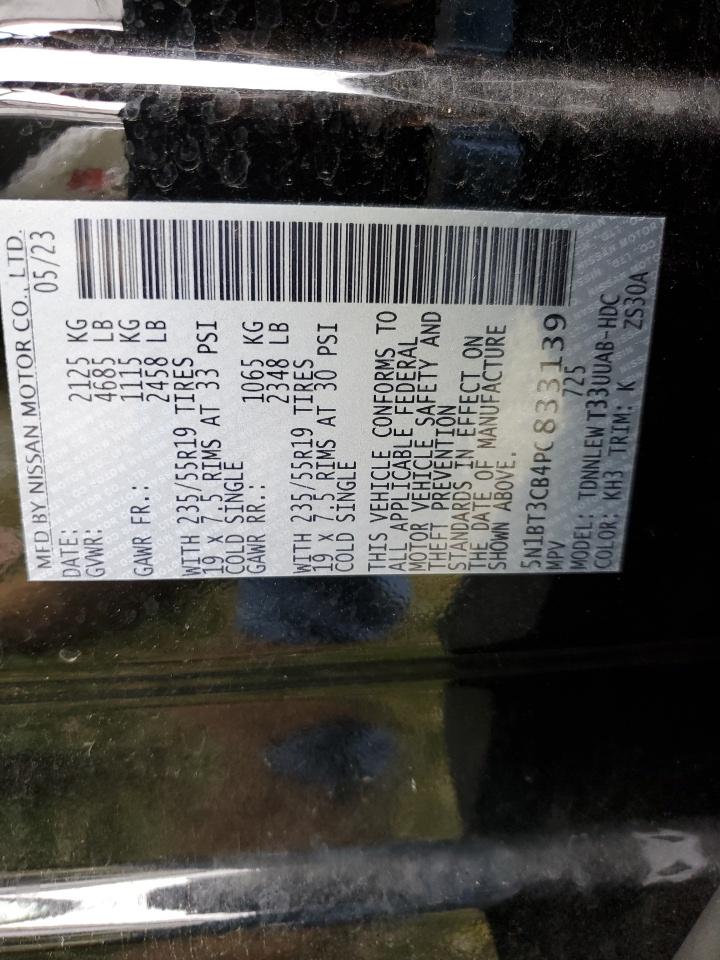 MFD BY NISSAN MOTOR CO., LTD.
DATE: 05/23
GVWR: 2125 KG
4685 LB
GAWR FR.: 1115 KG
2458 LB
WITH 235/55R19 TIRES
19 X 7.5 RIMS AT 33 PSI
COLD SINGLE
GAWR RR.: 1065 KG
2348 LB
WITH 235/55R19 TIRES
19 X 7.5 RIMS AT 30 PSI
COLD SINGLE
THIS VEHICLE CONFORMS TO
ALL APPLICABLE FEDERAL
MOTOR VEHICLE SAFETY AND
THEFT PREVENTION
STANDARDS IN EFFECT ON
THE DATE OF MANUFACTURE
SHOWN ABOVE.
5N1BT3CB4PC833139
MPV 725
MODEL: TDNNLEWT33UUAB-HDC
COLOR: KH3 TRIM: K ZS30A